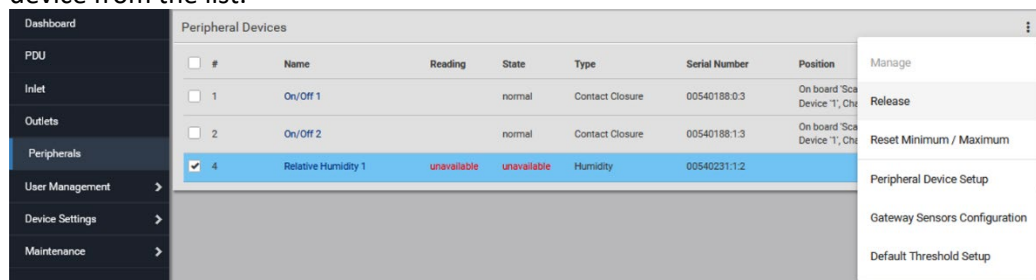 device from the list.
Dashboard
PDU
Inlet
Outlets
Peripherals
User Management
Device Settings
Maintenance
Peripheral Devices
# Name Reading State Type Serial Number Position
1 On/Off 1 normal Contact Closure 00540188:0:3 On board 'Sca
Device '1', Cha
2 On/Off 2 normal Contact Closure 00540188:1:3 On board 'Sca
Device '1', Cha
4 Relative Humidity 1 unavailable unavailable Humidity 00540231:1:2
Manage
Release
Reset Minimum / Maximum
Peripheral Device Setup
Gateway Sensors Configuration
Default Threshold Setup